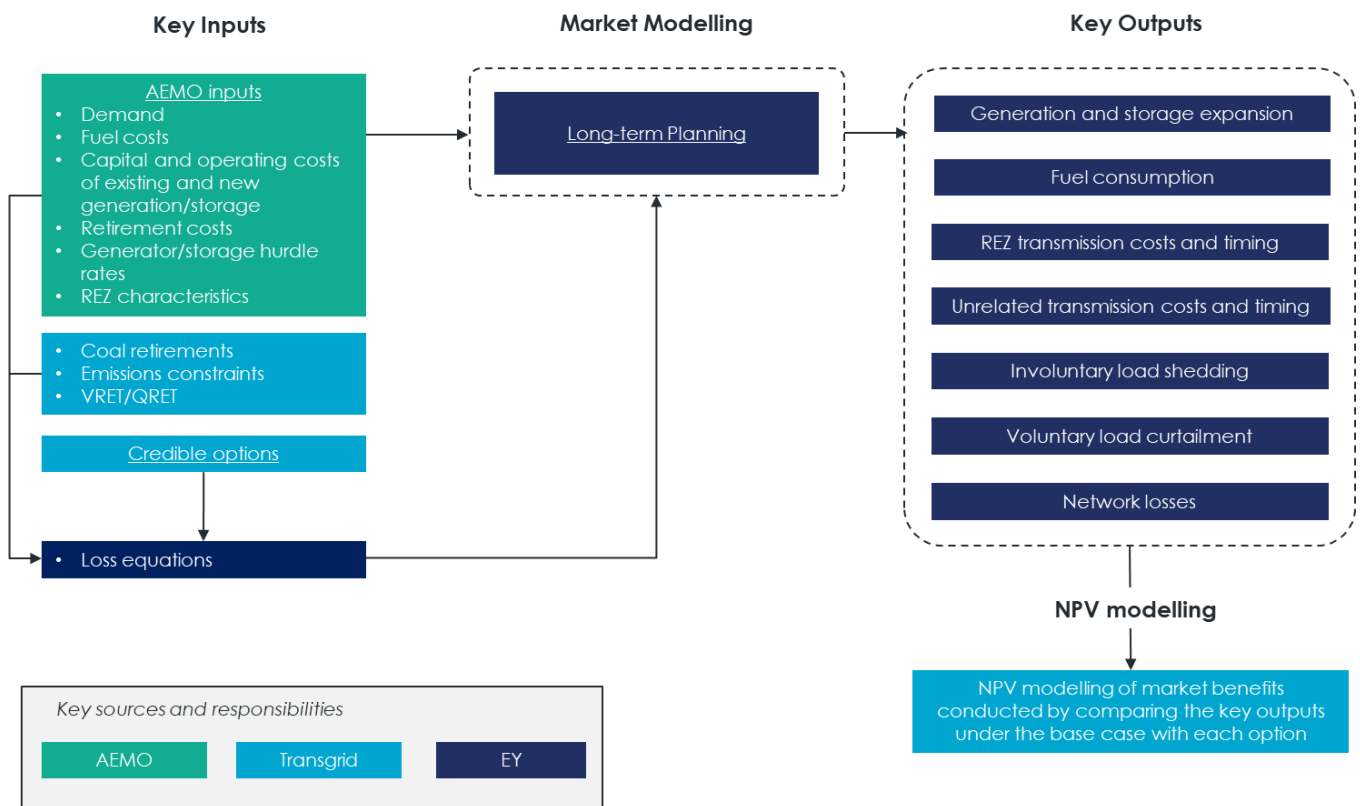 Key Inputs
Market Modelling
Key Outputs
AEMO inputs
• Demand
• Fuel costs
• Capital and operating costs
of existing and new
generation/storage
• Retirement costs
• Generator/storage hurdle
rates
• REZ characteristics
• Coal retirements
• Emissions constraints
• VRET/QRET
Credible options
• Loss equations
Long-term Planning
Generation and storage expansion
Fuel consumption
REZ transmission costs and timing
Unrelated transmission costs and timing
Involuntary load shedding
Voluntary load curtailment
Network losses
NPV modelling
NPV modelling of market benefits
conducted by comparing the key outputs
under the base case with each option
Key sources and responsibilities
AEMO
Transgrid
EY